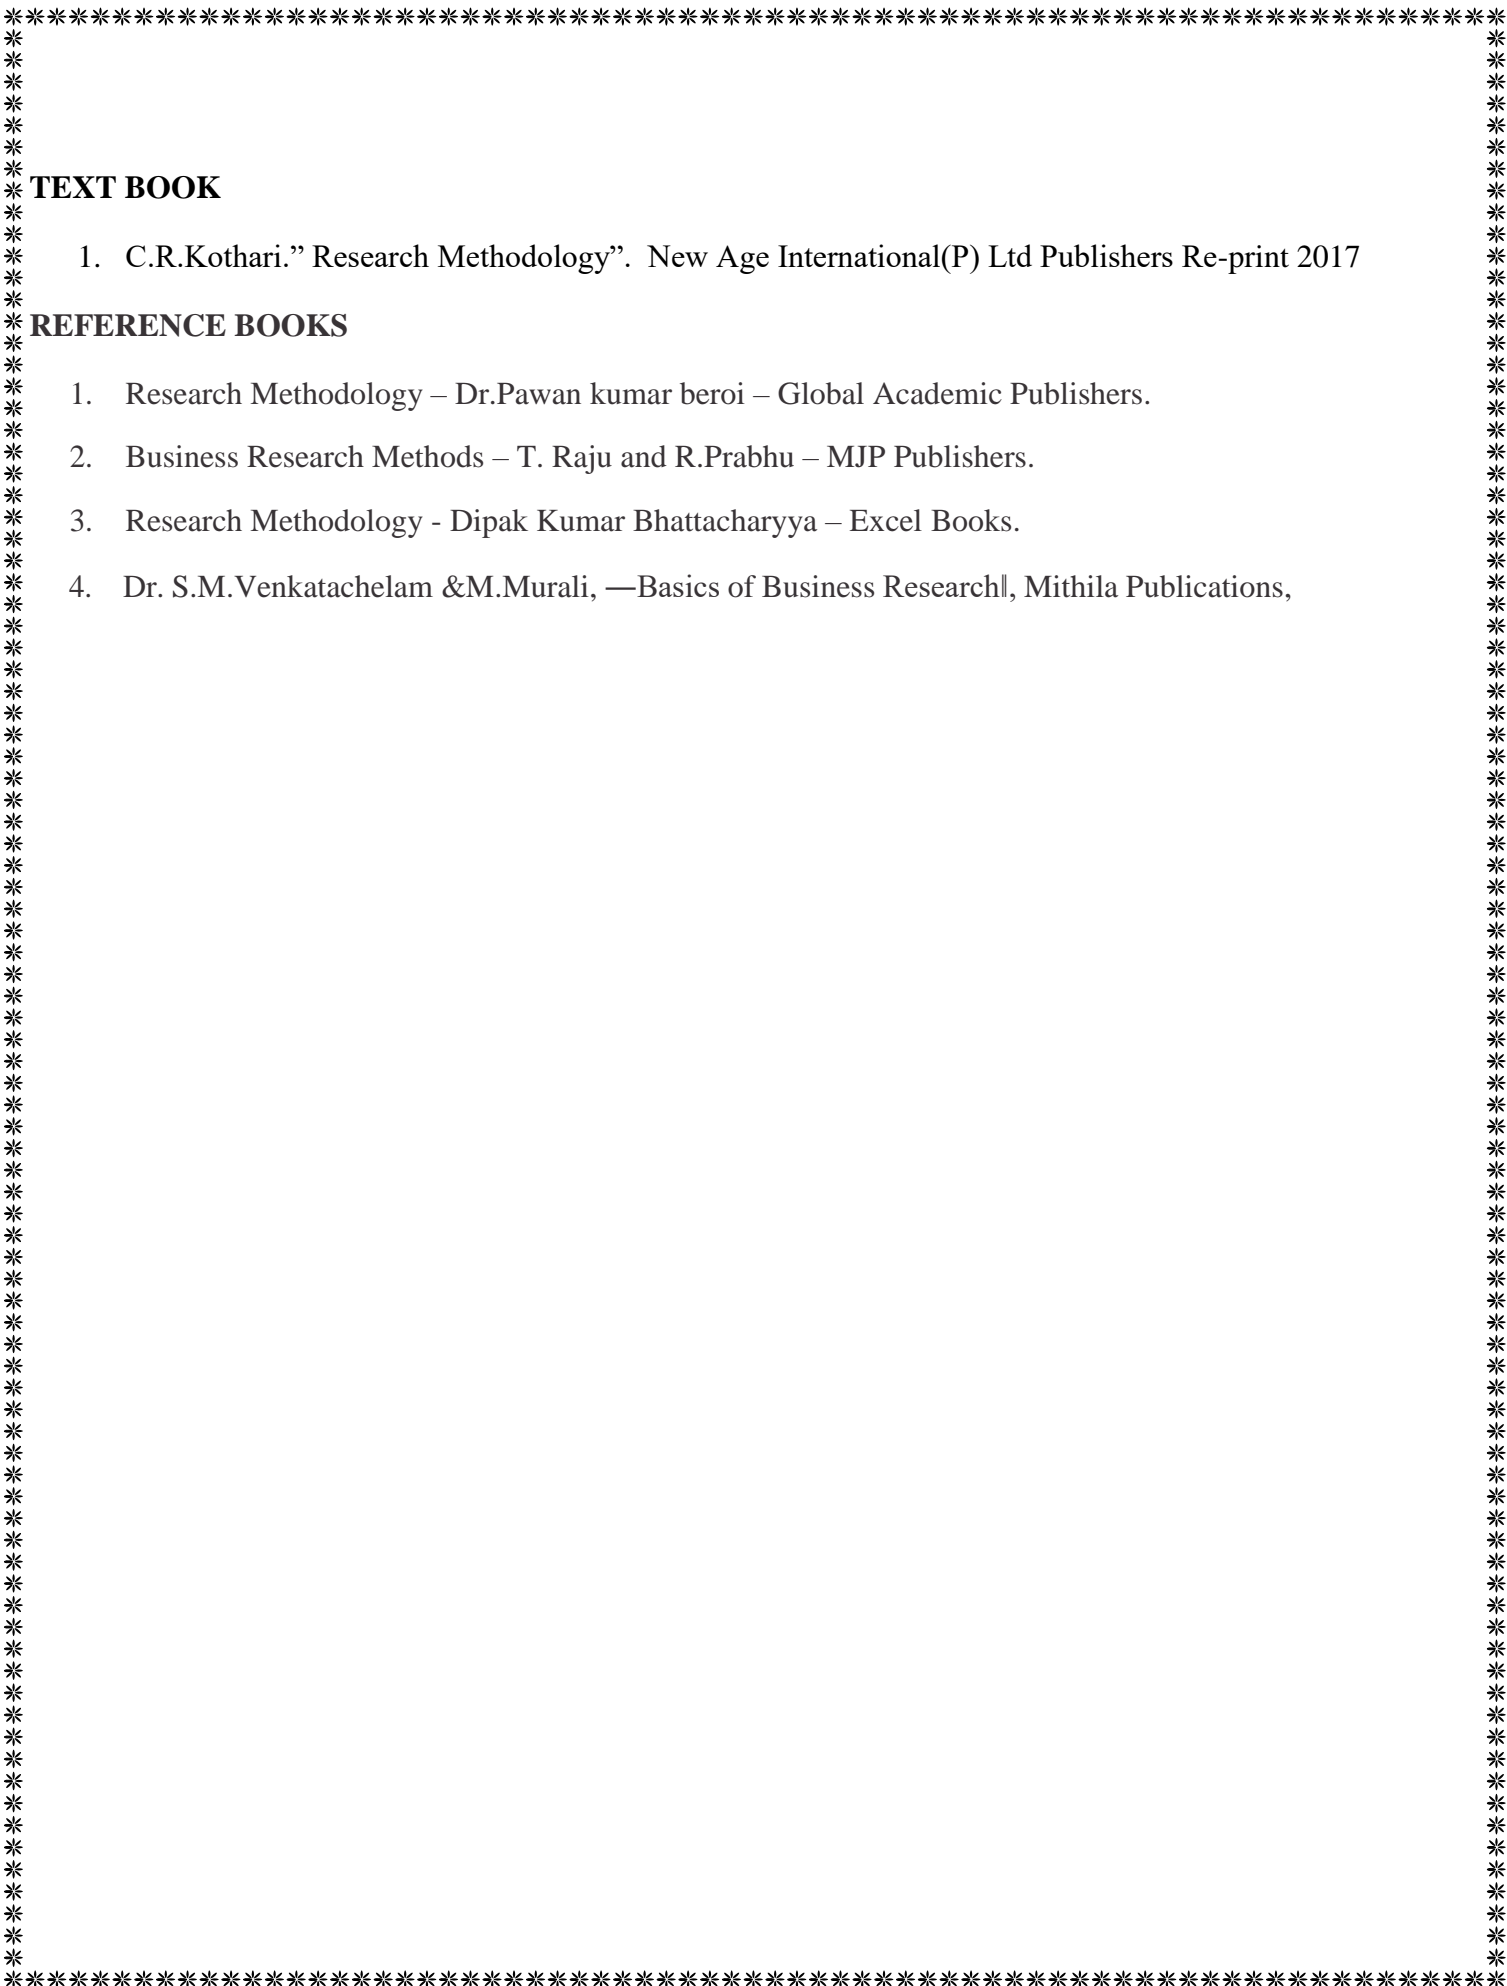 TEXT BOOK
1. C.R.Kothari.” Research Methodology”. New Age International(P) Ltd Publishers Re-print 2017
REFERENCE BOOKS
1. Research Methodology – Dr.Pawan kumar beroi – Global Academic Publishers.
2. Business Research Methods – T. Raju and R.Prabhu – MJP Publishers.
3. Research Methodology - Dipak Kumar Bhattacharyya – Excel Books.
4. Dr. S.M.Venkatachelam &M.Murali, ―Basics of Business Research‖, Mithila Publications,